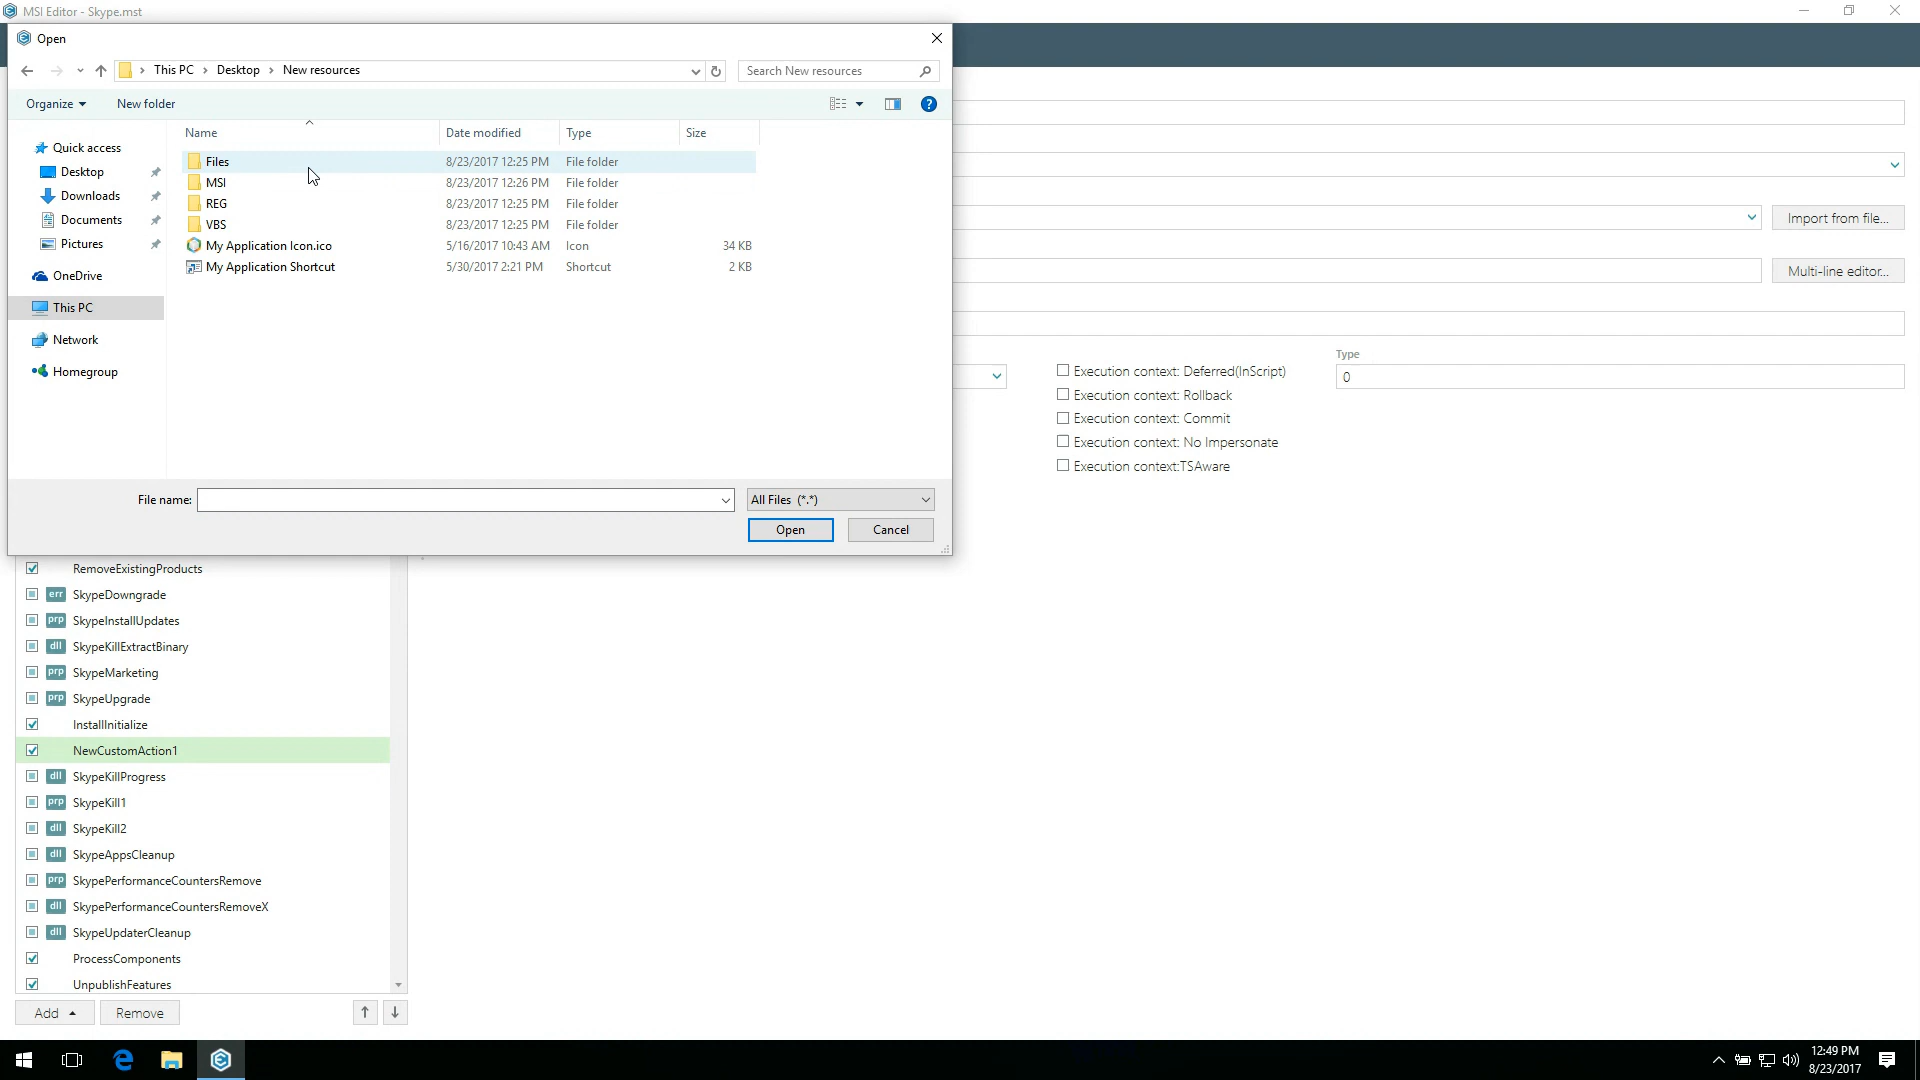 MSI Editor - Skype.mst
Open
This PC > Desktop > New resources
Search New resources
Organize
New folder
Name
Date modified
Type
Size
Quick access
Desktop
Downloads
Documents
Pictures
OneDrive
This PC
Network
Homegroup
Files 8/23/2017 12:25 PM File folder
MSI 8/23/2017 12:26 PM File folder
REG 8/23/2017 12:25 PM File folder
VBS 8/23/2017 12:25 PM File folder
My Application Icon.ico 5/16/2017 10:43 AM Icon 34 KB
My Application Shortcut 5/30/2017 2:21 PM Shortcut 2 KB
File name:
All Files (*.*)
Open
Cancel
Import from file...
Multi-line editor...
Execution context: Deferred(InScript)
Execution context: Rollback
Execution context: Commit
Execution context: No Impersonate
Execution context:TSAware
Type
0
RemoveExistingProducts
err SkypeDowngrade
prp SkypeInstallUpdates
dll SkypeKillExtractBinary
prp SkypeMarketing
prp SkypeUpgrade
InstallInitialize
NewCustomAction1
dll SkypeKillProgress
prp SkypeKill1
dll SkypeKill2
dll SkypeAppsCleanup
prp SkypePerformanceCountersRemove
dll SkypePerformanceCountersRemoveX
dll SkypeUpdaterCleanup
ProcessComponents
UnpublishFeatures
Add
Remove
12:49 PM
8/23/2017